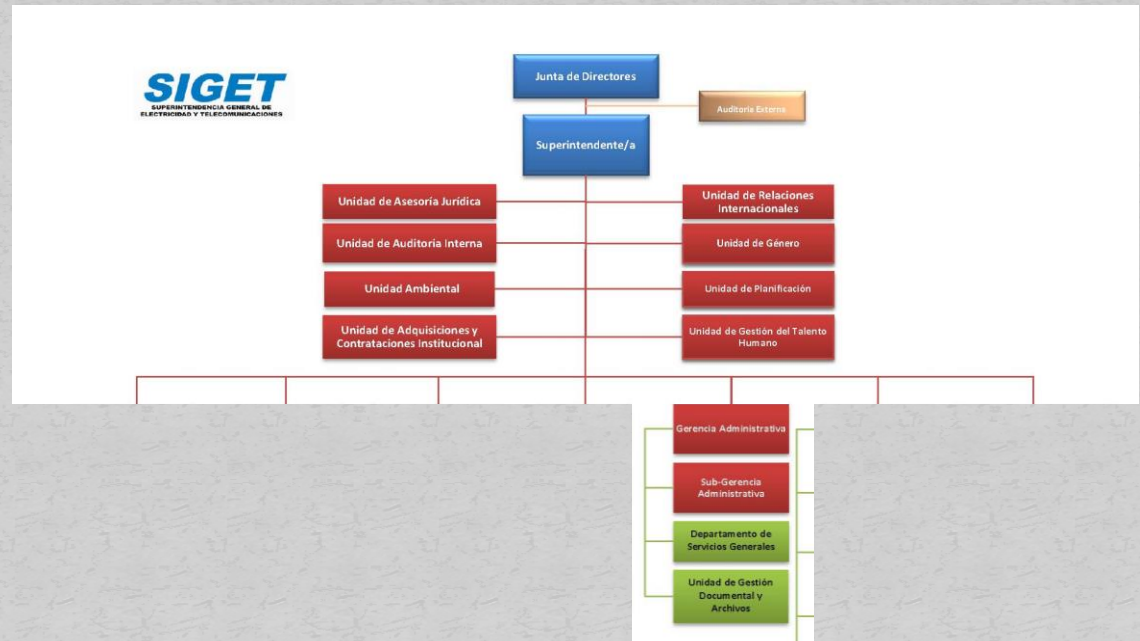 SIGET
SUPERINTENDENCIA GENERAL DE
ELECTRICIDAD Y TELECOMUNICACIONES
Junta de Directores
Auditoría Externa
Superintendente/a
Unidad de Asesoría Jurídica
Unidad de Relaciones
Internacionales
Unidad de Auditoría Interna
Unidad de Género
Unidad Ambiental
Unidad de Planificación
Unidad de Adquisiciones y
Contrataciones Institucional
Unidad de Gestión del Talento
Humano
Gerencia Administrativa
Sub-Gerencia
Administrativa
Departamento de
Servicios Generales
Unidad de Gestión
Documental y
Archivos